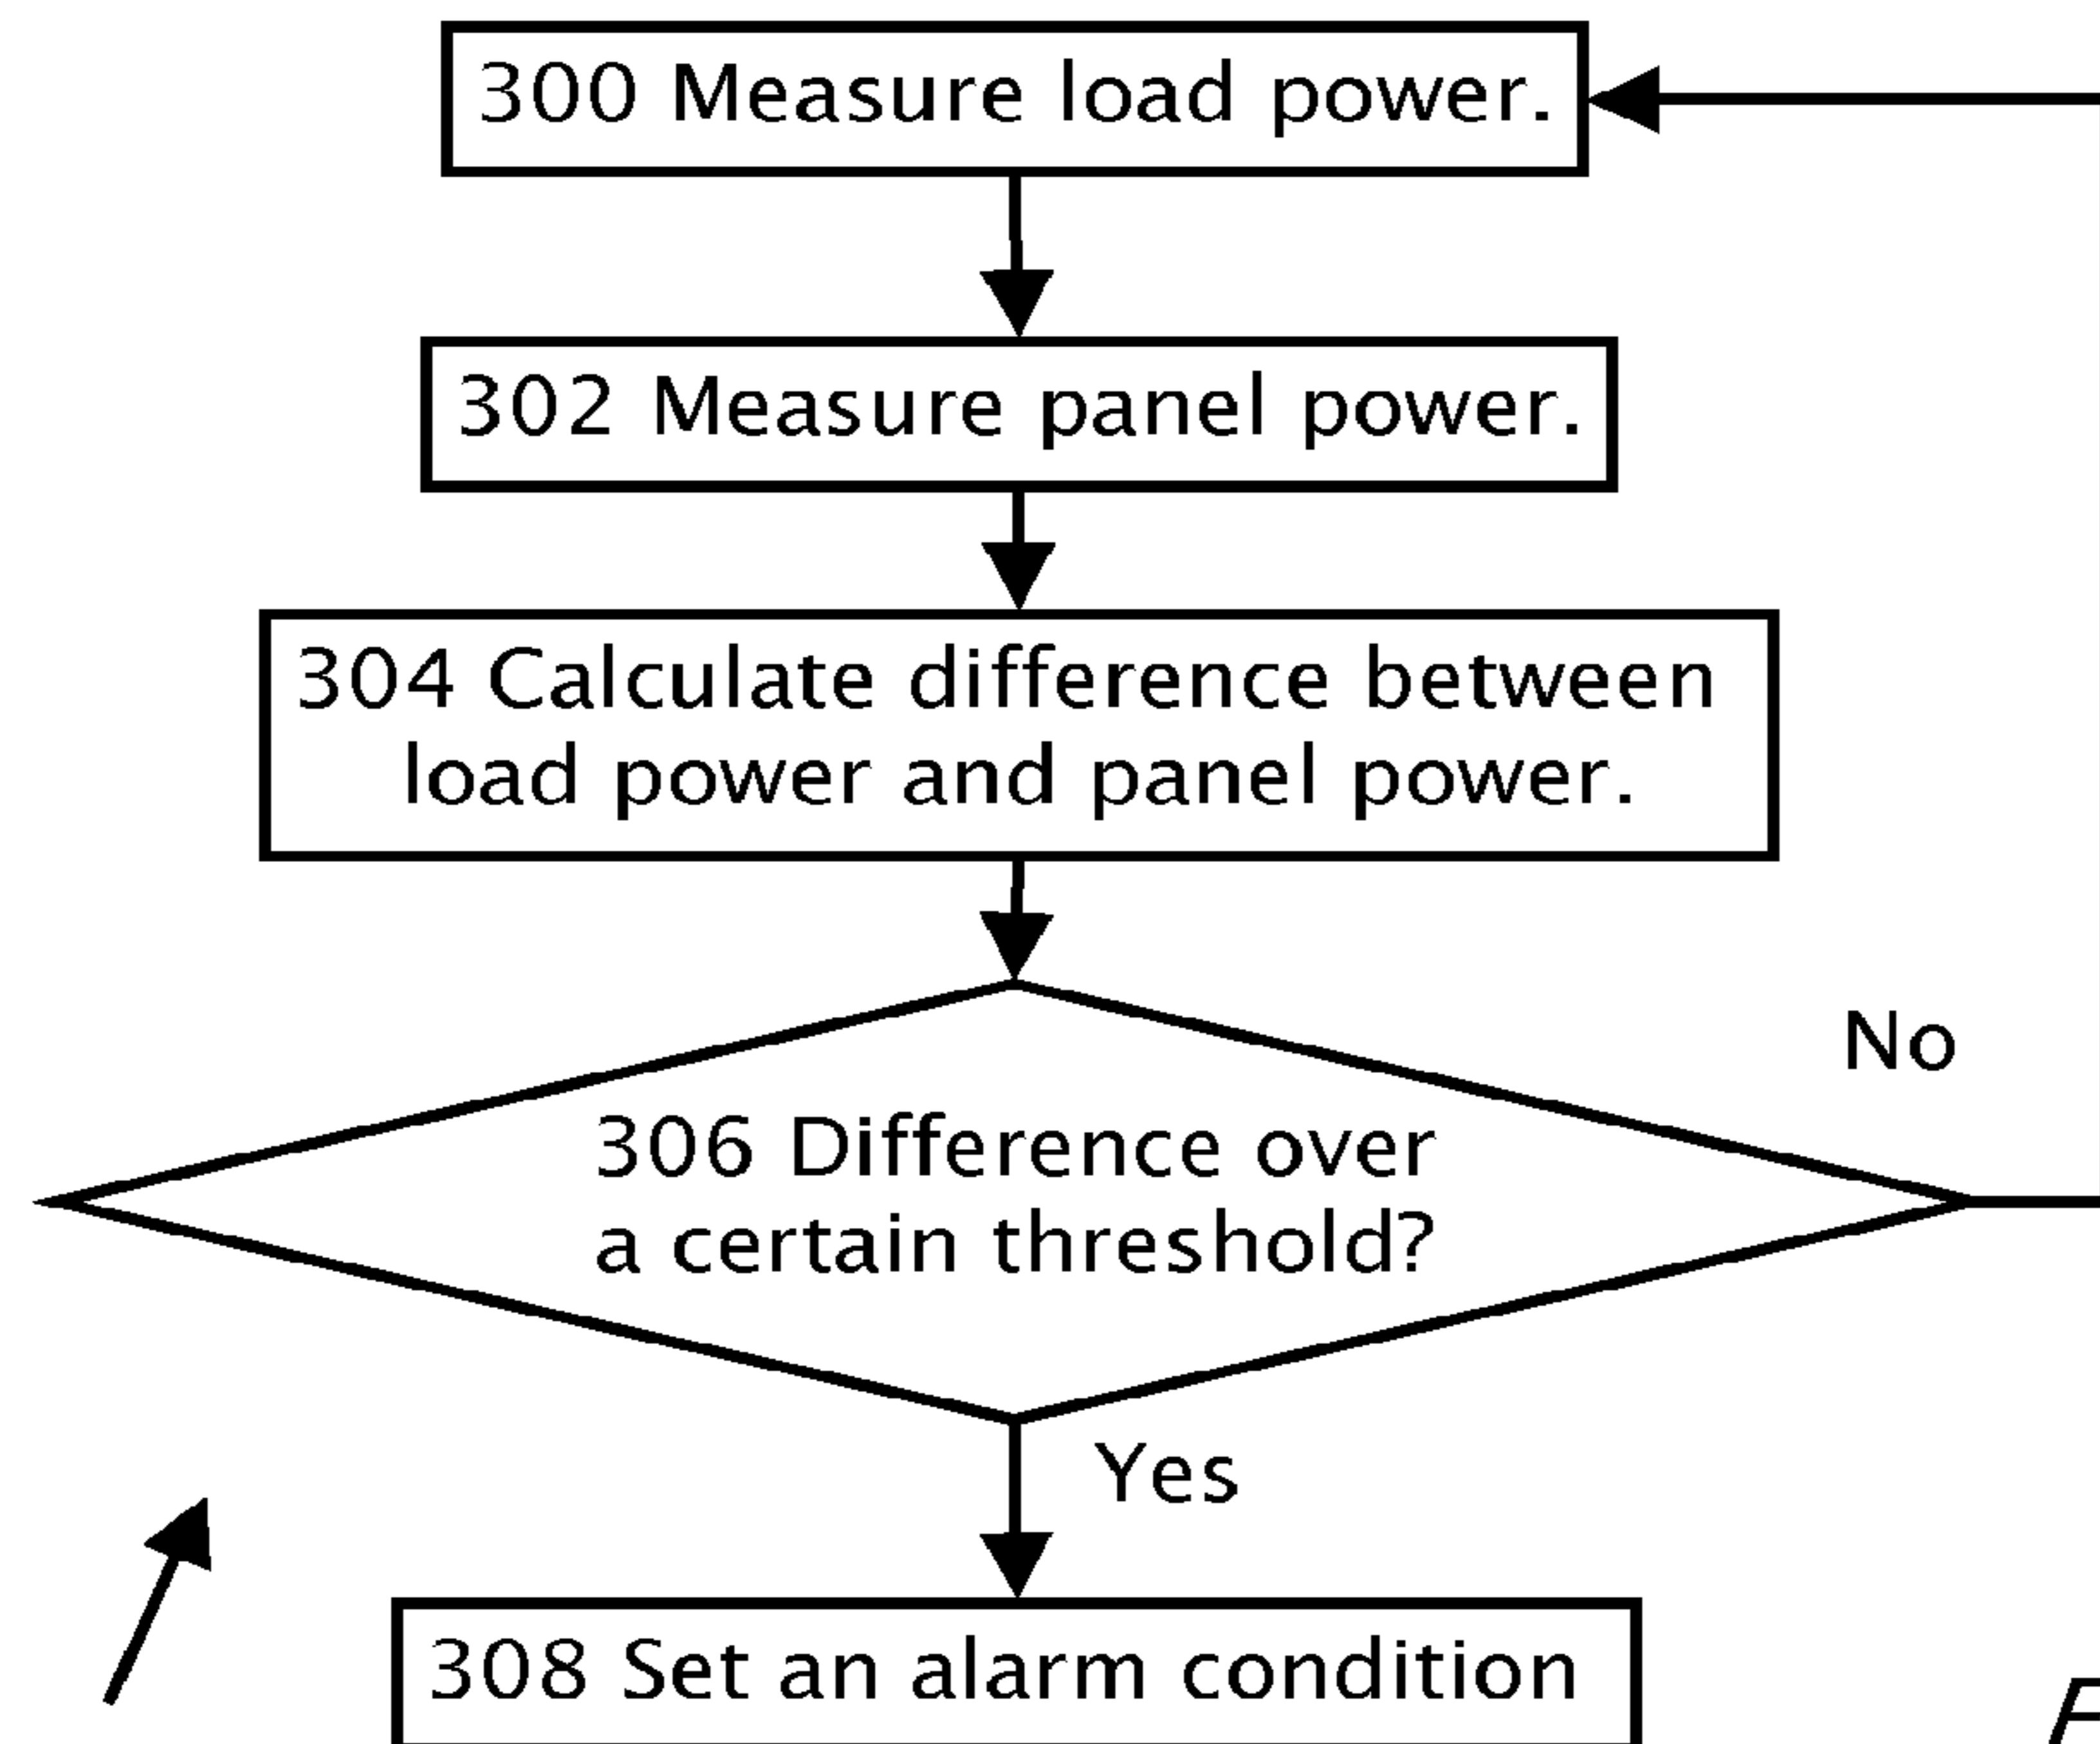 300 Measure load power.
302 Measure panel power.
304 Calculate difference between
load power and panel power.
No
306 Difference over
a certain threshold?
Yes
308 Set an alarm condition
F